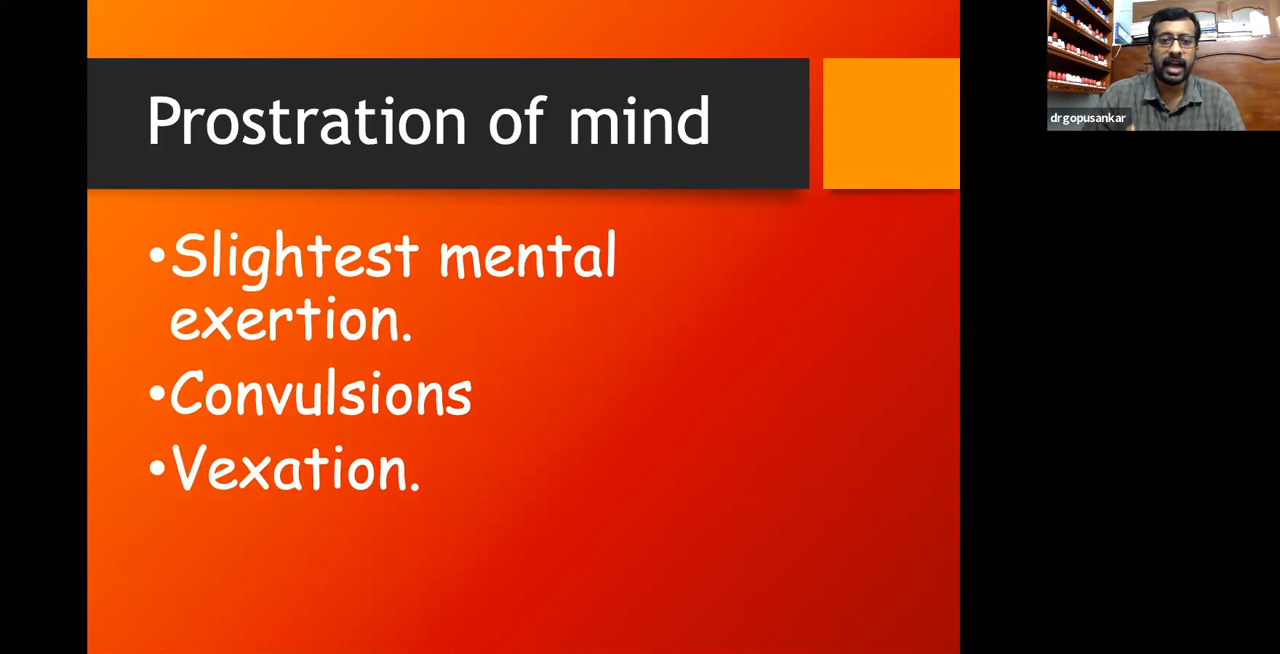 Prostration of mind
drgopusankar
•Slightest mental
exertion.
•Convulsions
•Vexation.